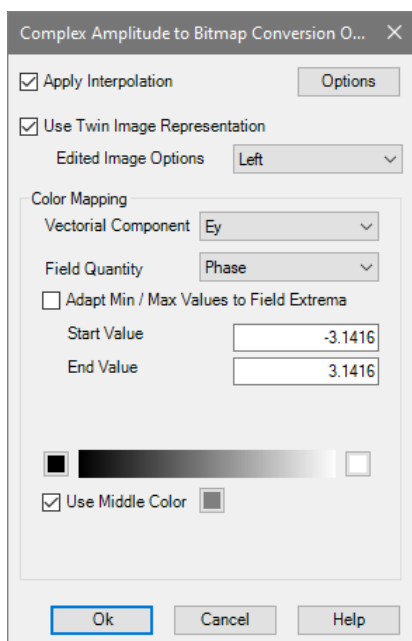 Complex Amplitude to Bitmap Conversion O...
Apply Interpolation Options
Use Twin Image Representation
Edited Image Options Left
Color Mapping
Vectorial Component Ey
Field Quantity Phase
Adapt Min / Max Values to Field Extrema
Start Value -3.1416
End Value 3.1416
Use Middle Color
Ok Cancel Help